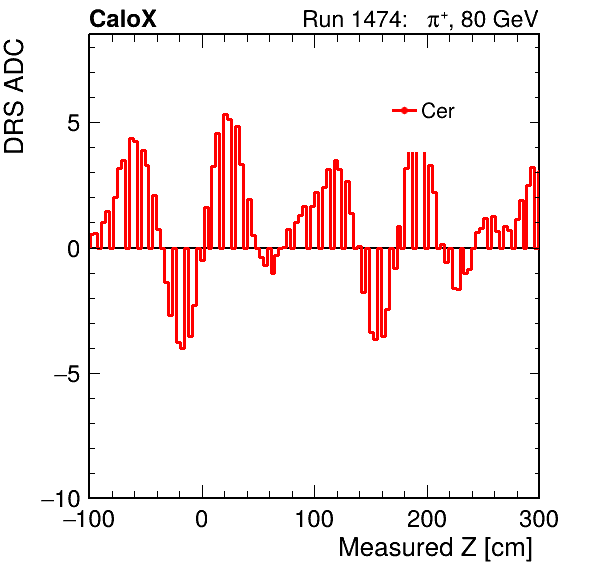 CaloX Run 1474: π⁺, 80 GeV
DRS ADC
Cer
5
0
−5
−10
−100 0 100 200 300
Measured Z [cm]